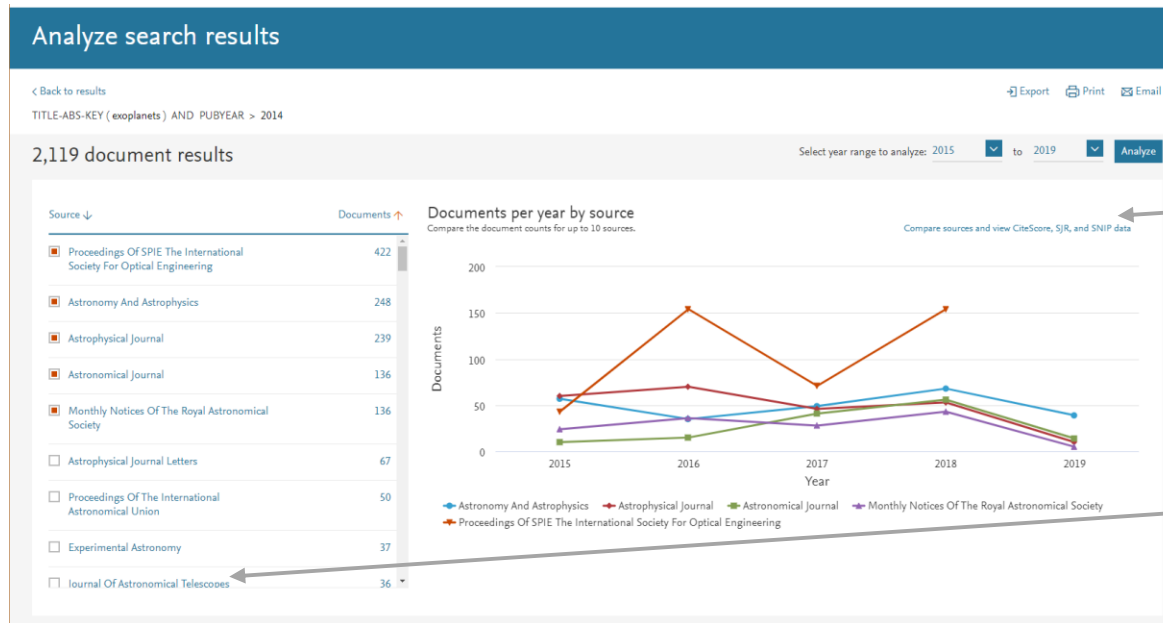 Analyze search results
< Back to results
Export Print Email
TITLE-ABS-KEY ( exoplanets ) AND PUBYEAR > 2014
2,119 document results
Select year range to analyze: 2015 to 2019 Analyze
Source ↓ Documents ↑
Proceedings Of SPIE The International
Society For Optical Engineering
422
Astronomy And Astrophysics 248
Astrophysical Journal 239
Astronomical Journal 136
Monthly Notices Of The Royal Astronomical
Society
136
Astrophysical Journal Letters 67
Proceedings Of The International
Astronomical Union
50
Experimental Astronomy 37
Journal Of Astronomical Telescopes 36
Documents per year by source
Compare the document counts for up to 10 sources.
Compare sources and view CiteScore, SJR, and SNIP data
Documents
200
150
100
50
0
2015 2016 2017 2018 2019
Year
Astronomy And Astrophysics Astrophysical Journal Astronomical Journal Monthly Notices Of The Royal Astronomical Society
Proceedings Of SPIE The International Society For Optical Engineering